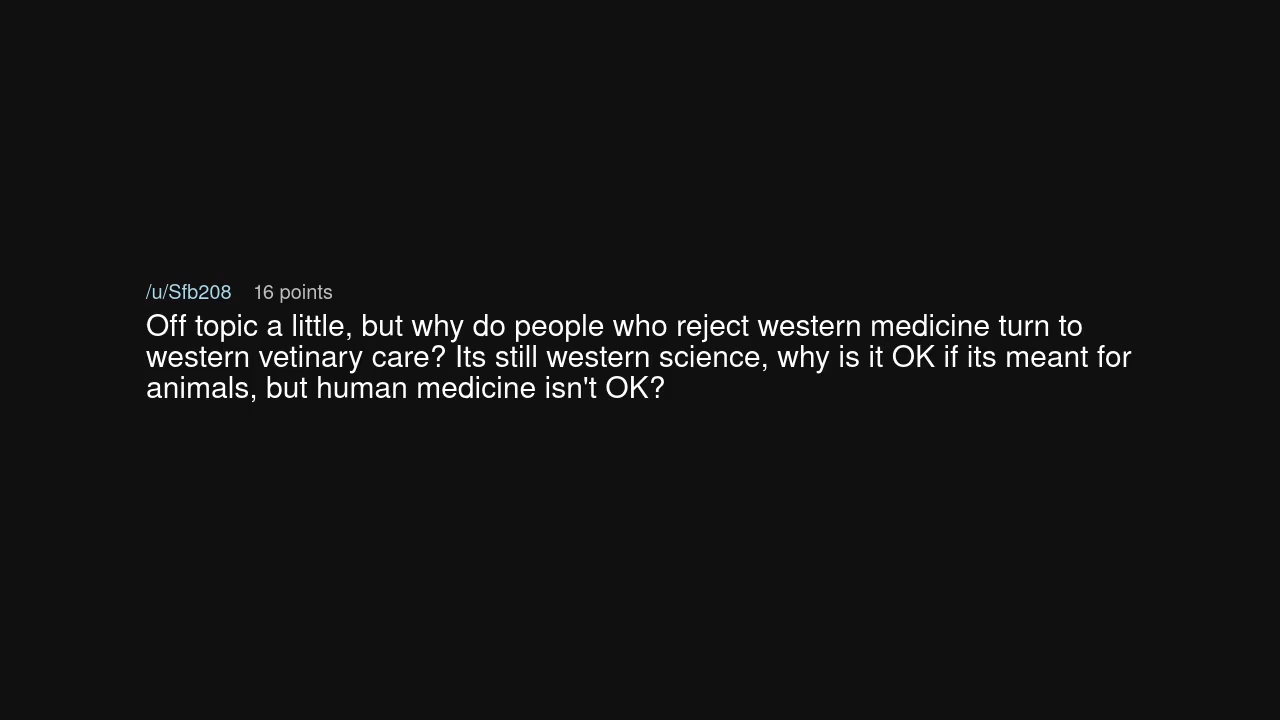 /u/Sfb208 16 points
Off topic a little, but why do people who reject western medicine turn to
western vetinary care? Its still western science, why is it OK if its meant for
animals, but human medicine isn't OK?